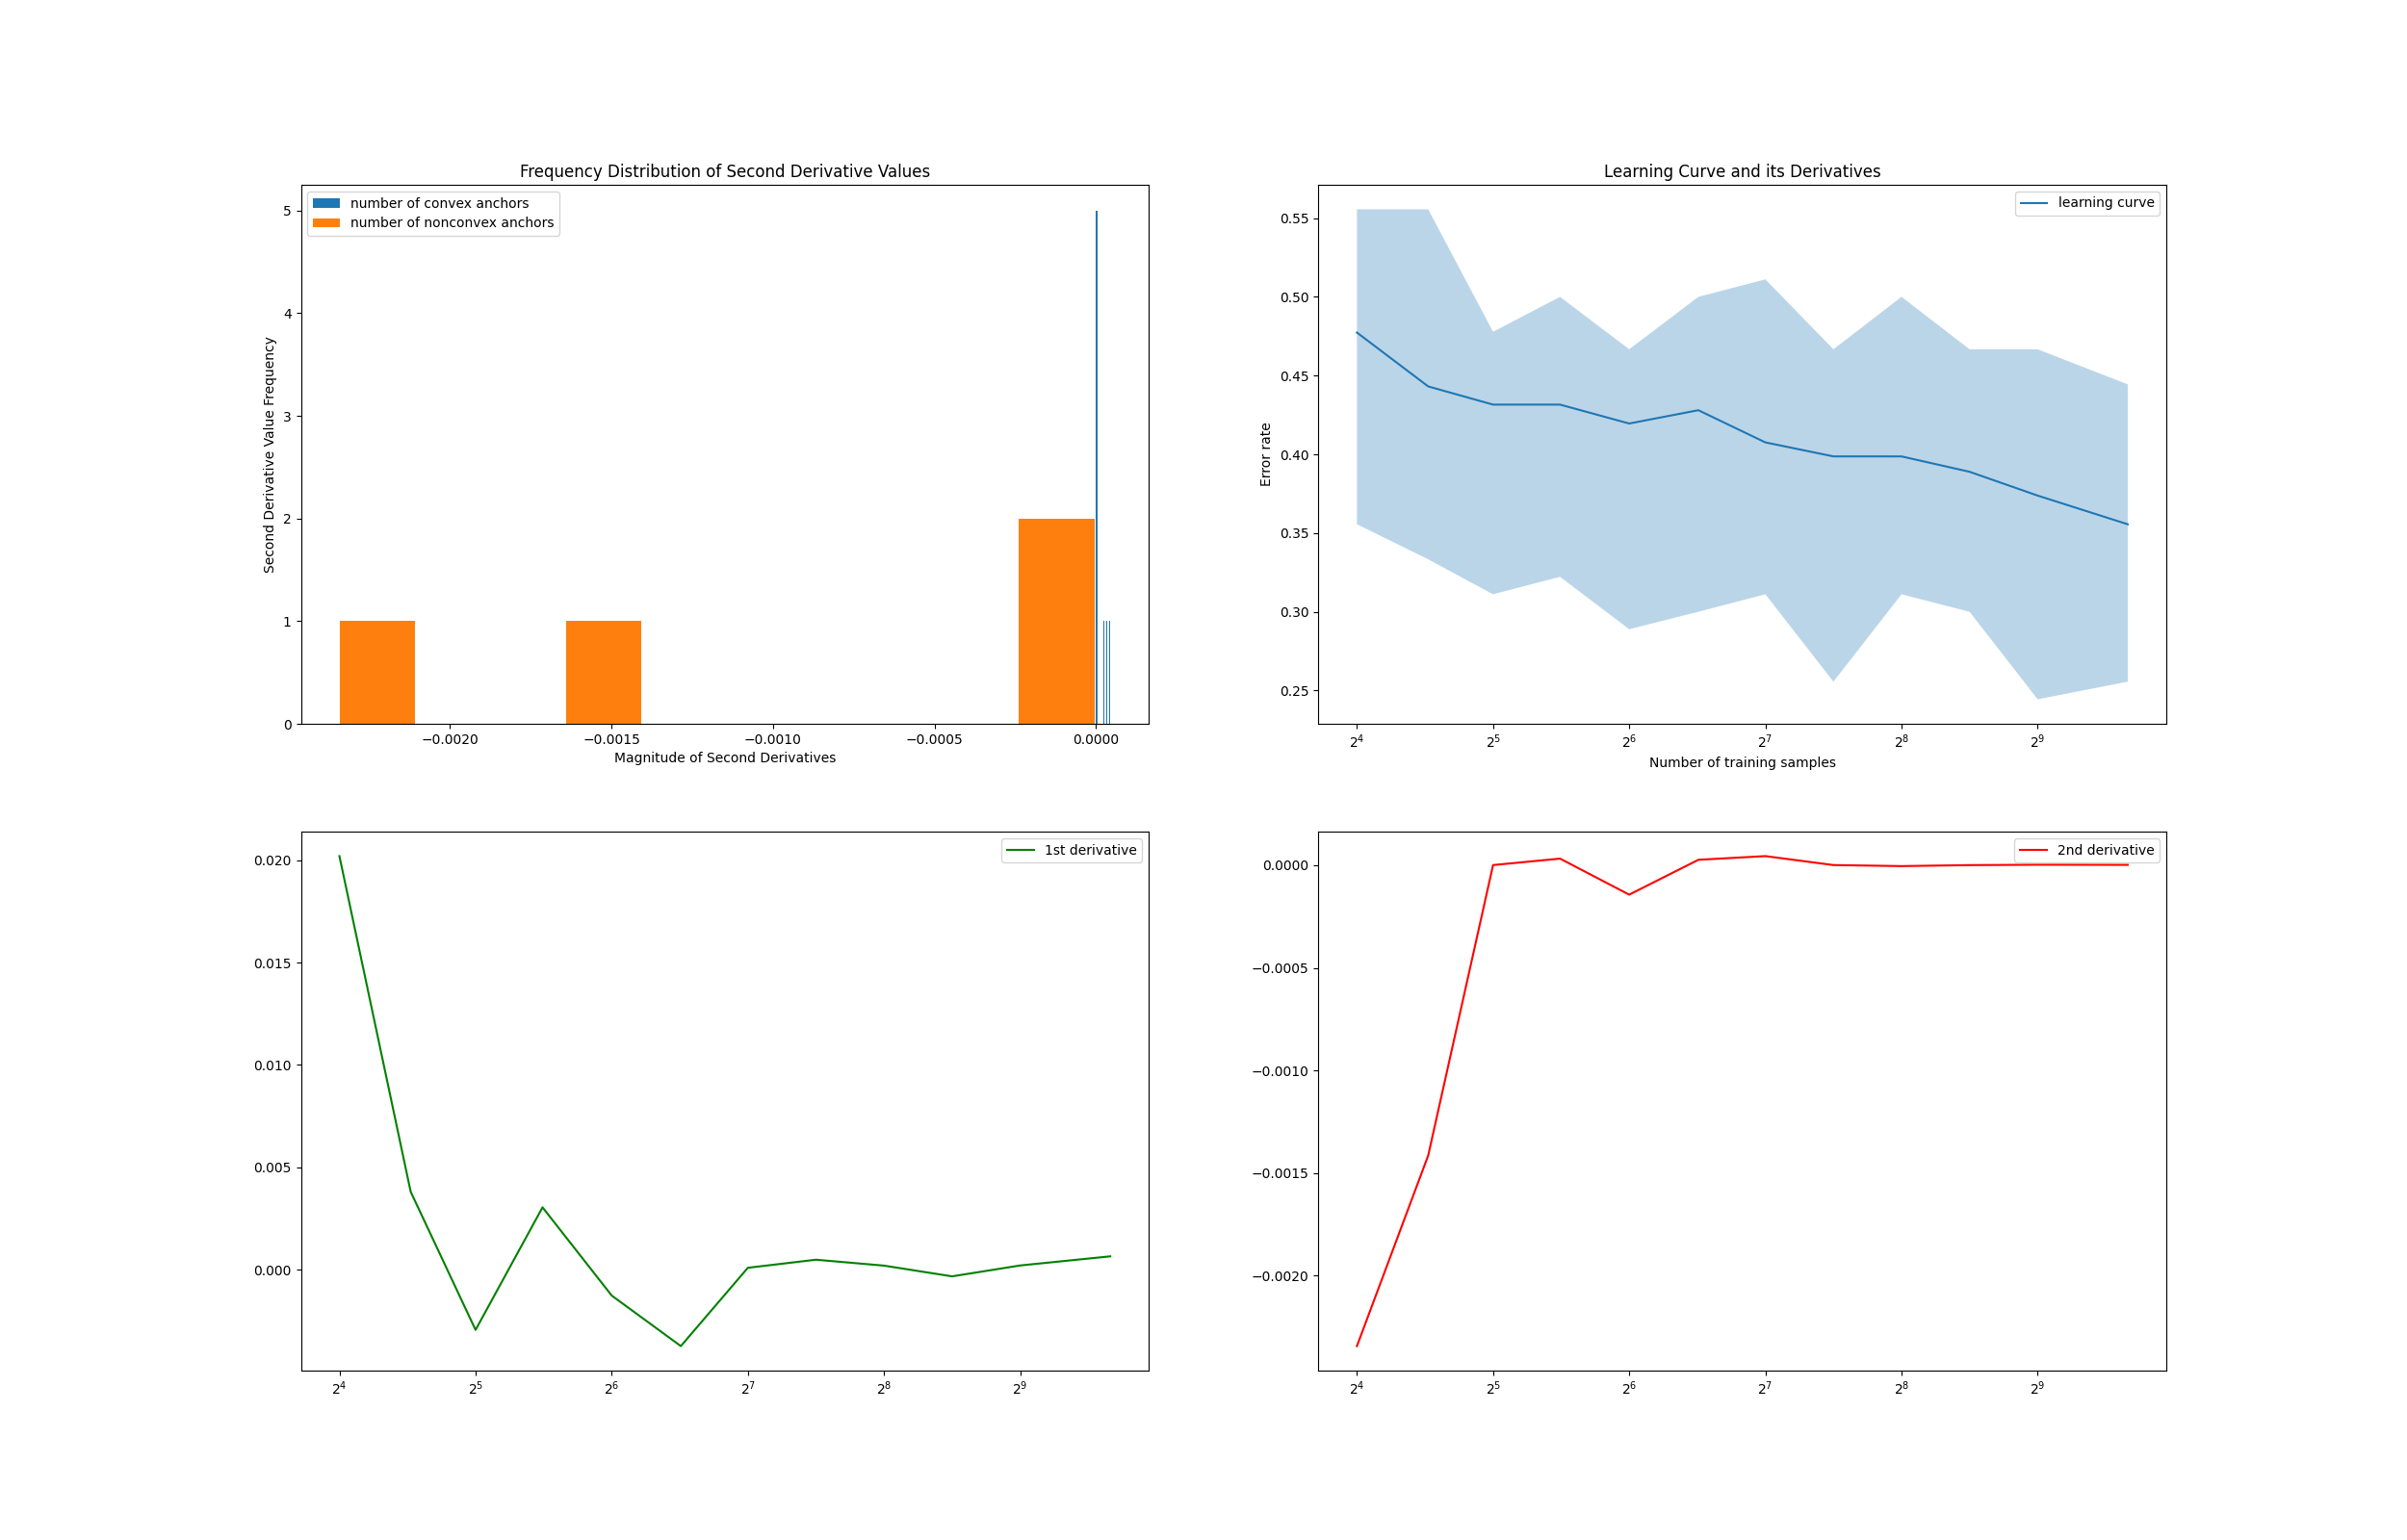 Frequency Distribution of Second Derivative Values
number of convex anchors
number of nonconvex anchors
Second Derivative Value Frequency
5
4
3
2
1
0
−0.0020 −0.0015 −0.0010 −0.0005 0.0000
Magnitude of Second Derivatives
Learning Curve and its Derivatives
learning curve
Error rate
0.55
0.50
0.45
0.40
0.35
0.30
0.25
2⁴ 2⁵ 2⁶ 2⁷ 2⁸ 2⁹
Number of training samples
1st derivative
0.020
0.015
0.010
0.005
0.000
2⁴ 2⁵ 2⁶ 2⁷ 2⁸ 2⁹
2nd derivative
0.0000
−0.0005
−0.0010
−0.0015
−0.0020
2⁴ 2⁵ 2⁶ 2⁷ 2⁸ 2⁹